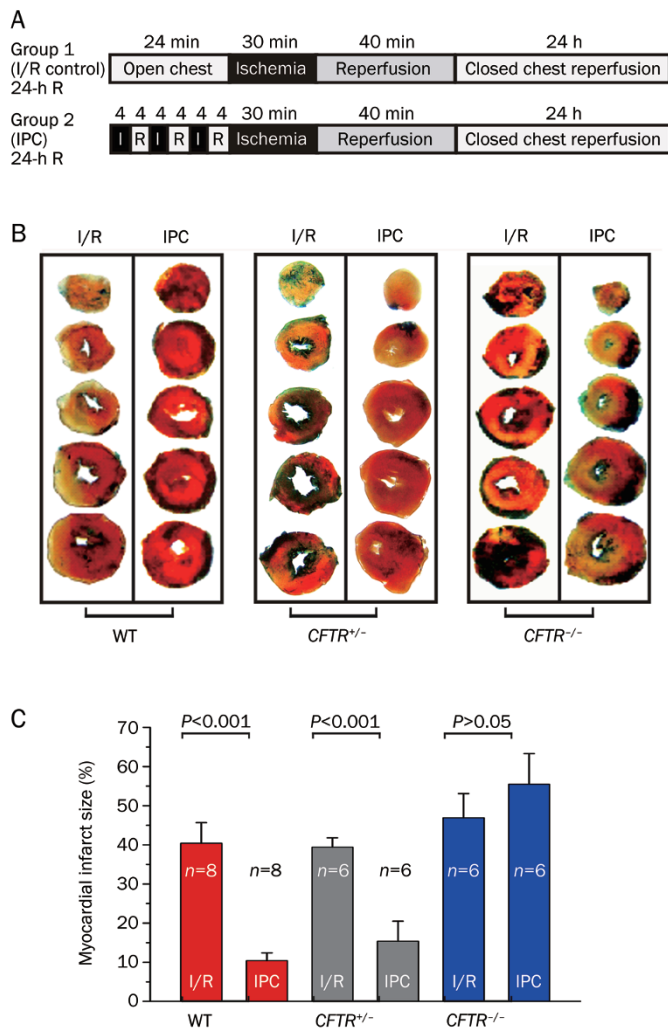 A
24 min 30 min 40 min 24 h
Group 1
(I/R control)
24-h R
Open chest Ischemia Reperfusion Closed chest reperfusion
4 4 4 4 4 4 30 min 40 min 24 h
Group 2
(IPC)
24-h R
I R I R I R Ischemia Reperfusion Closed chest reperfusion
B
I/R IPC I/R IPC I/R IPC
WT CFTR+/- CFTR-/-
C
Myocardial infarct size (%)
70
60
50
40
30
20
10
0
P<0.001 P<0.001 P>0.05
n=8 n=8 n=6 n=6 n=6 n=6
I/R IPC I/R IPC I/R IPC
WT CFTR+/- CFTR-/-